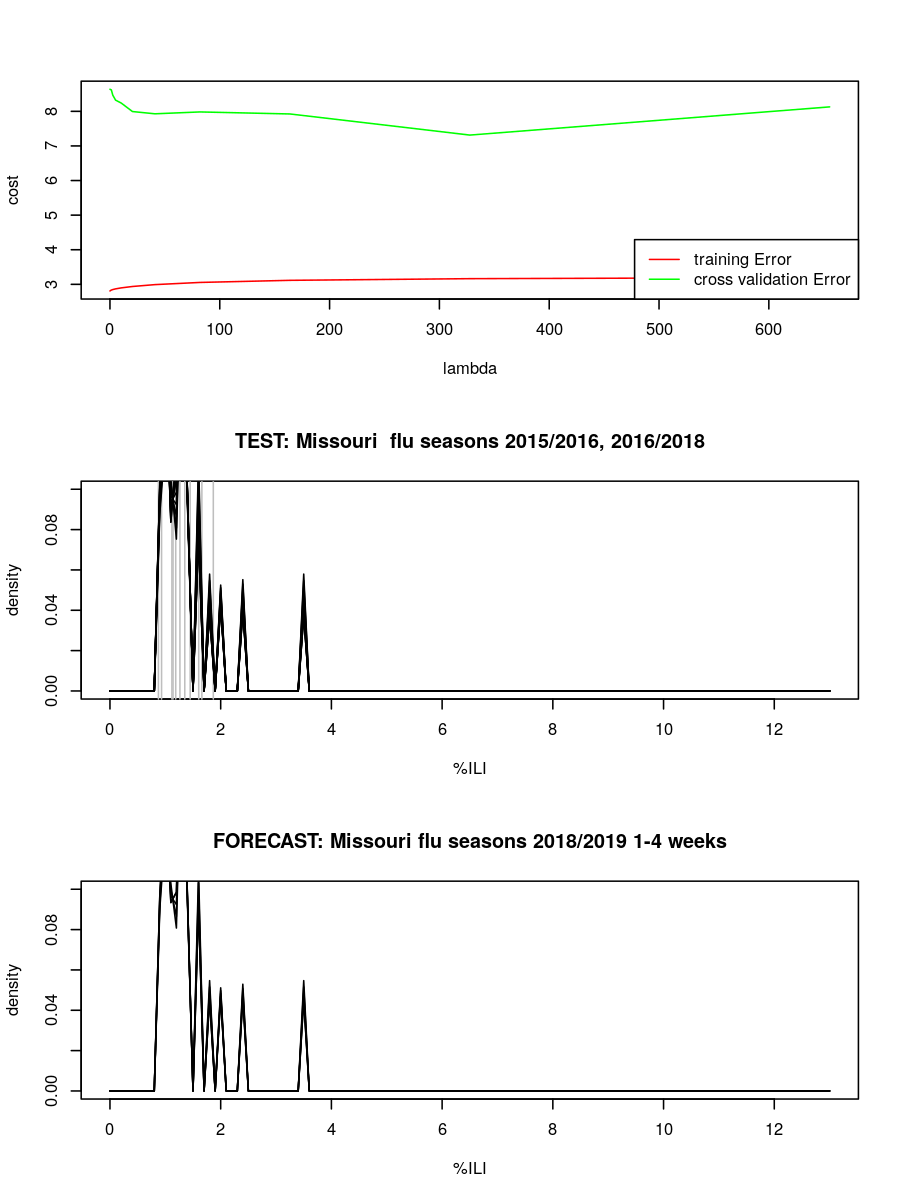 8
7
6
5
4
3
cost
training Error
cross validation Error
0 100 200 300 400 500 600
lambda
TEST: Missouri  flu seasons 2015/2016, 2016/2018
0.08
0.04
0.00
density
0 2 4 6 8 10 12
%ILI
FORECAST: Missouri flu seasons 2018/2019 1-4 weeks
0.08
0.04
0.00
density
0 2 4 6 8 10 12
%ILI